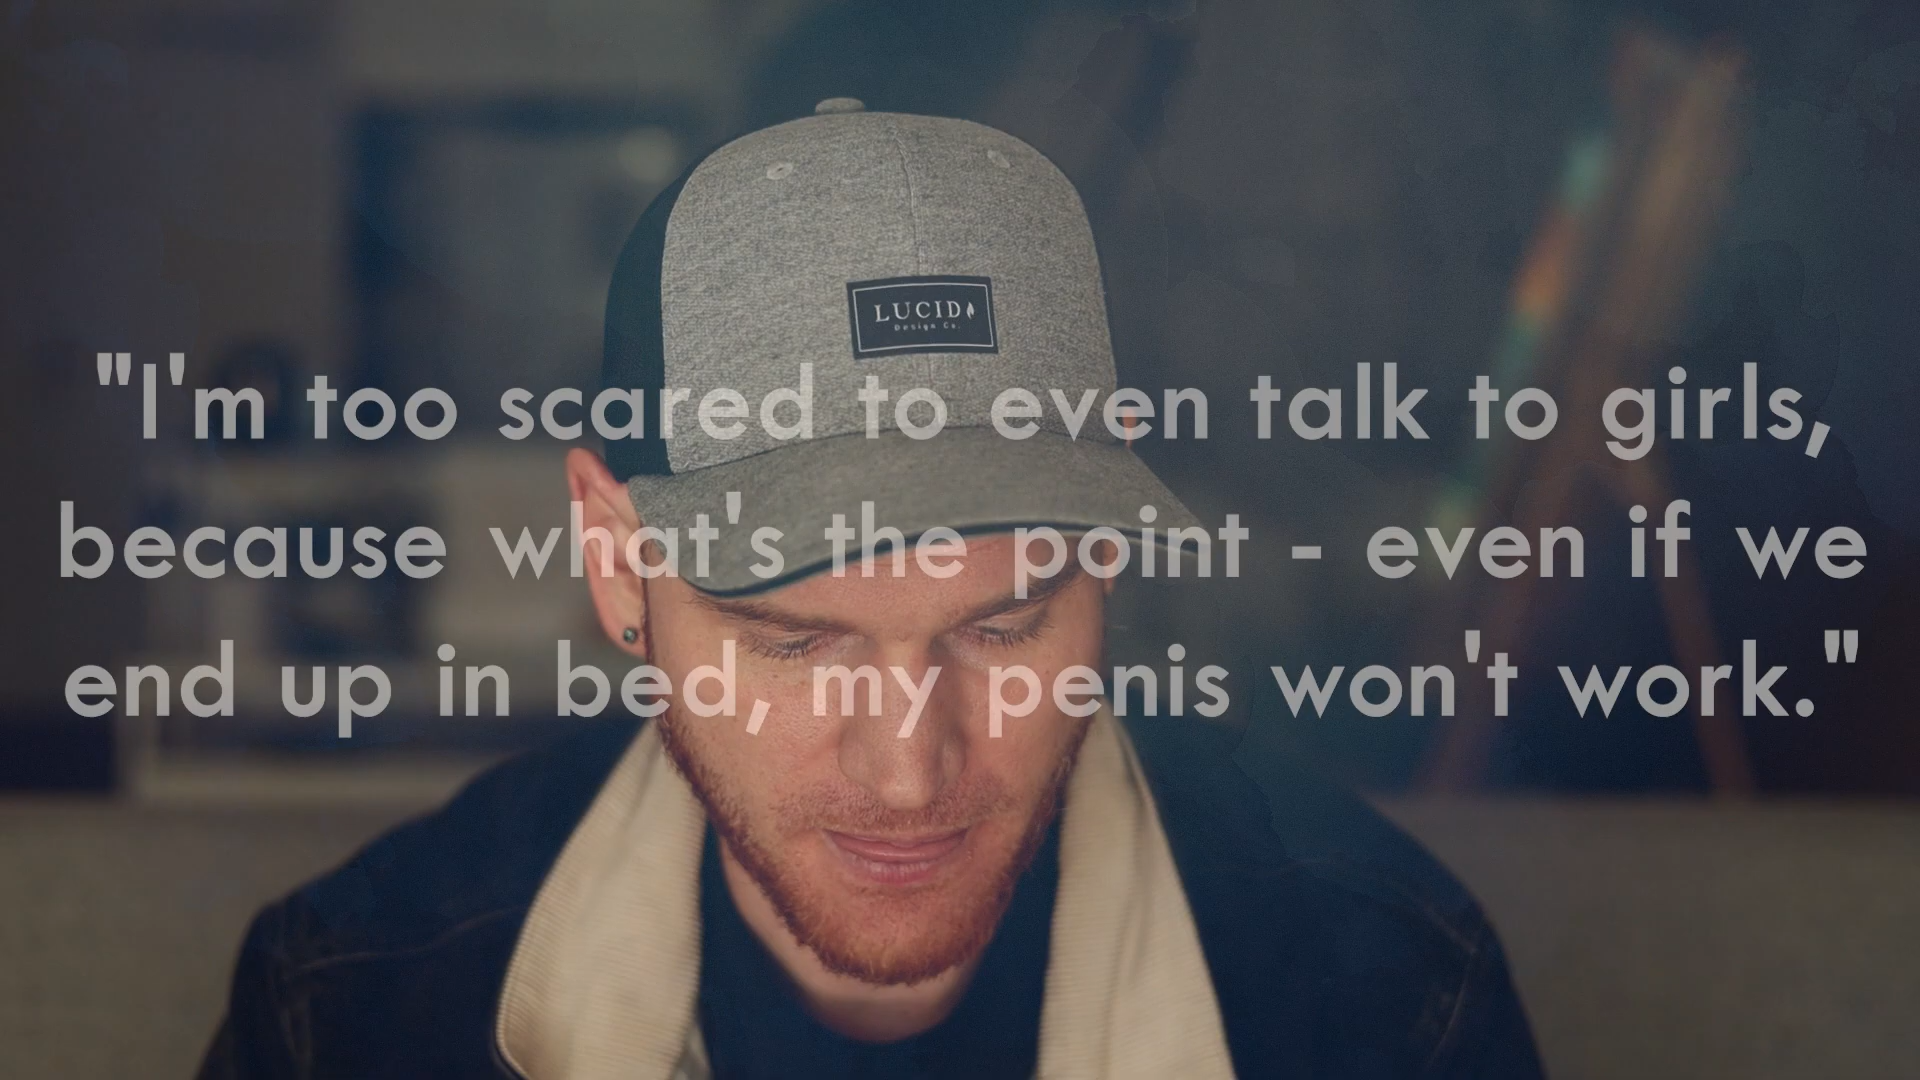 LUCID
Design Co.
"I'm too scared to even talk to girls,
because what's the point - even if we
end up in bed, my penis won't work."